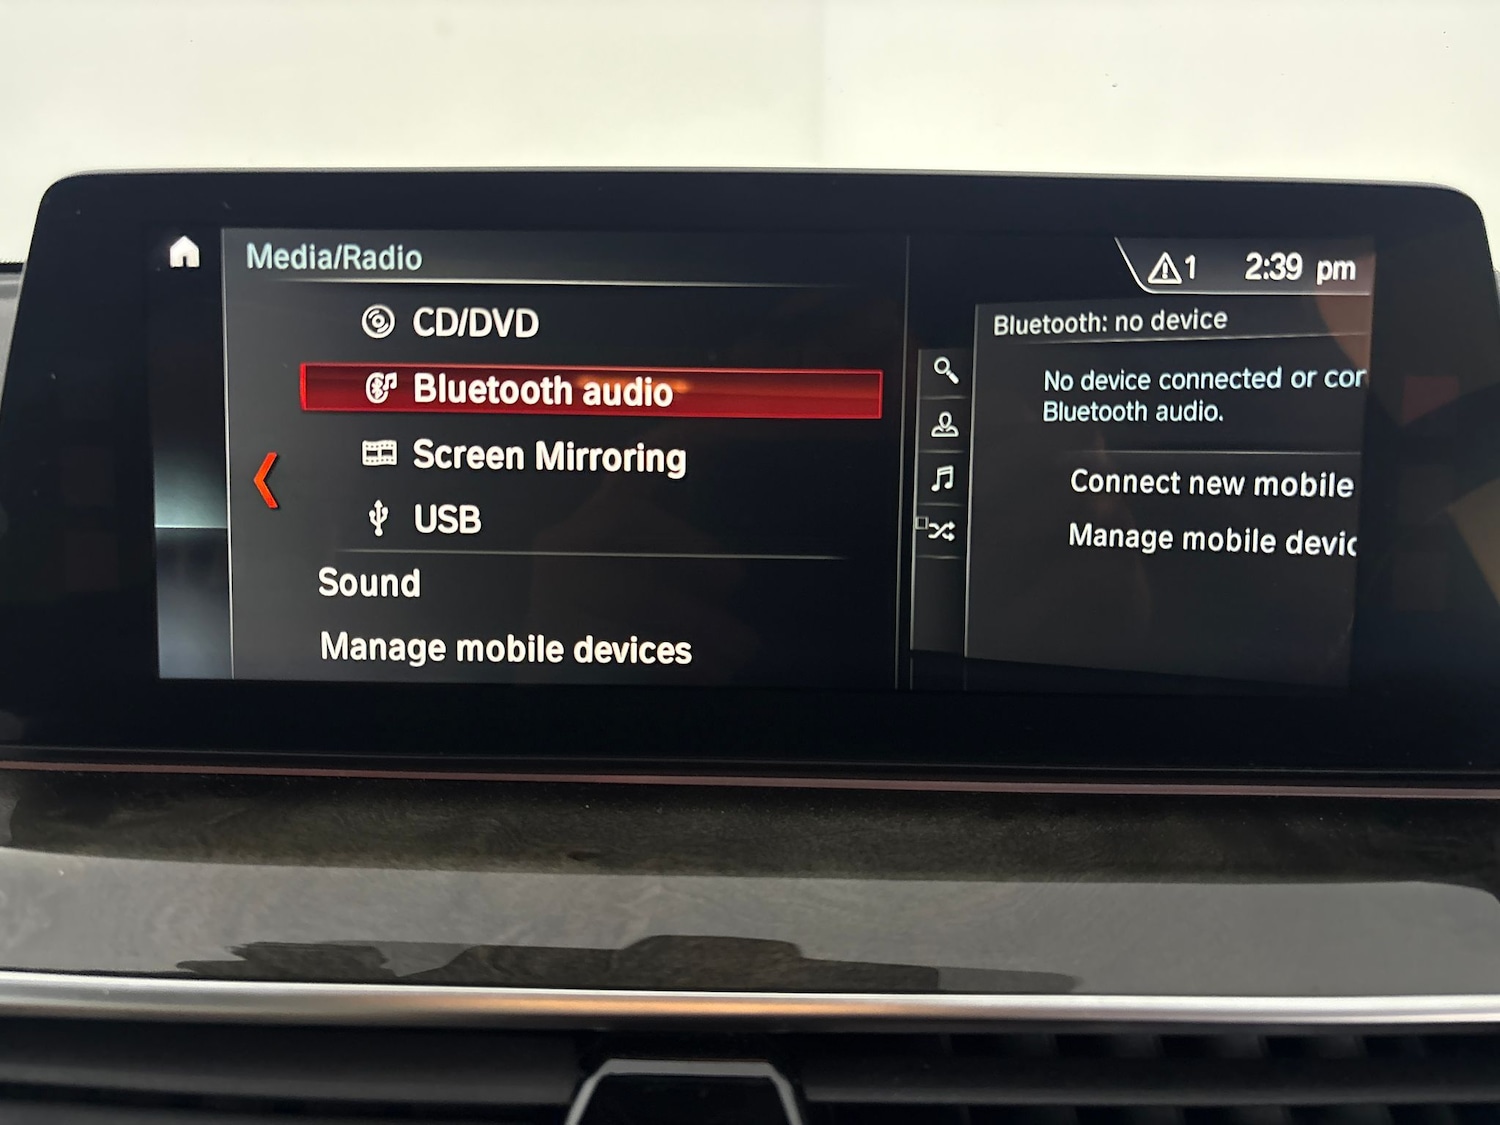 Media/Radio
1 2:39 pm
CD/DVD
Bluetooth audio
Screen Mirroring
USB
Sound
Manage mobile devices
Bluetooth: no device
No device connected or cor
Bluetooth audio.
Connect new mobile
Manage mobile devic